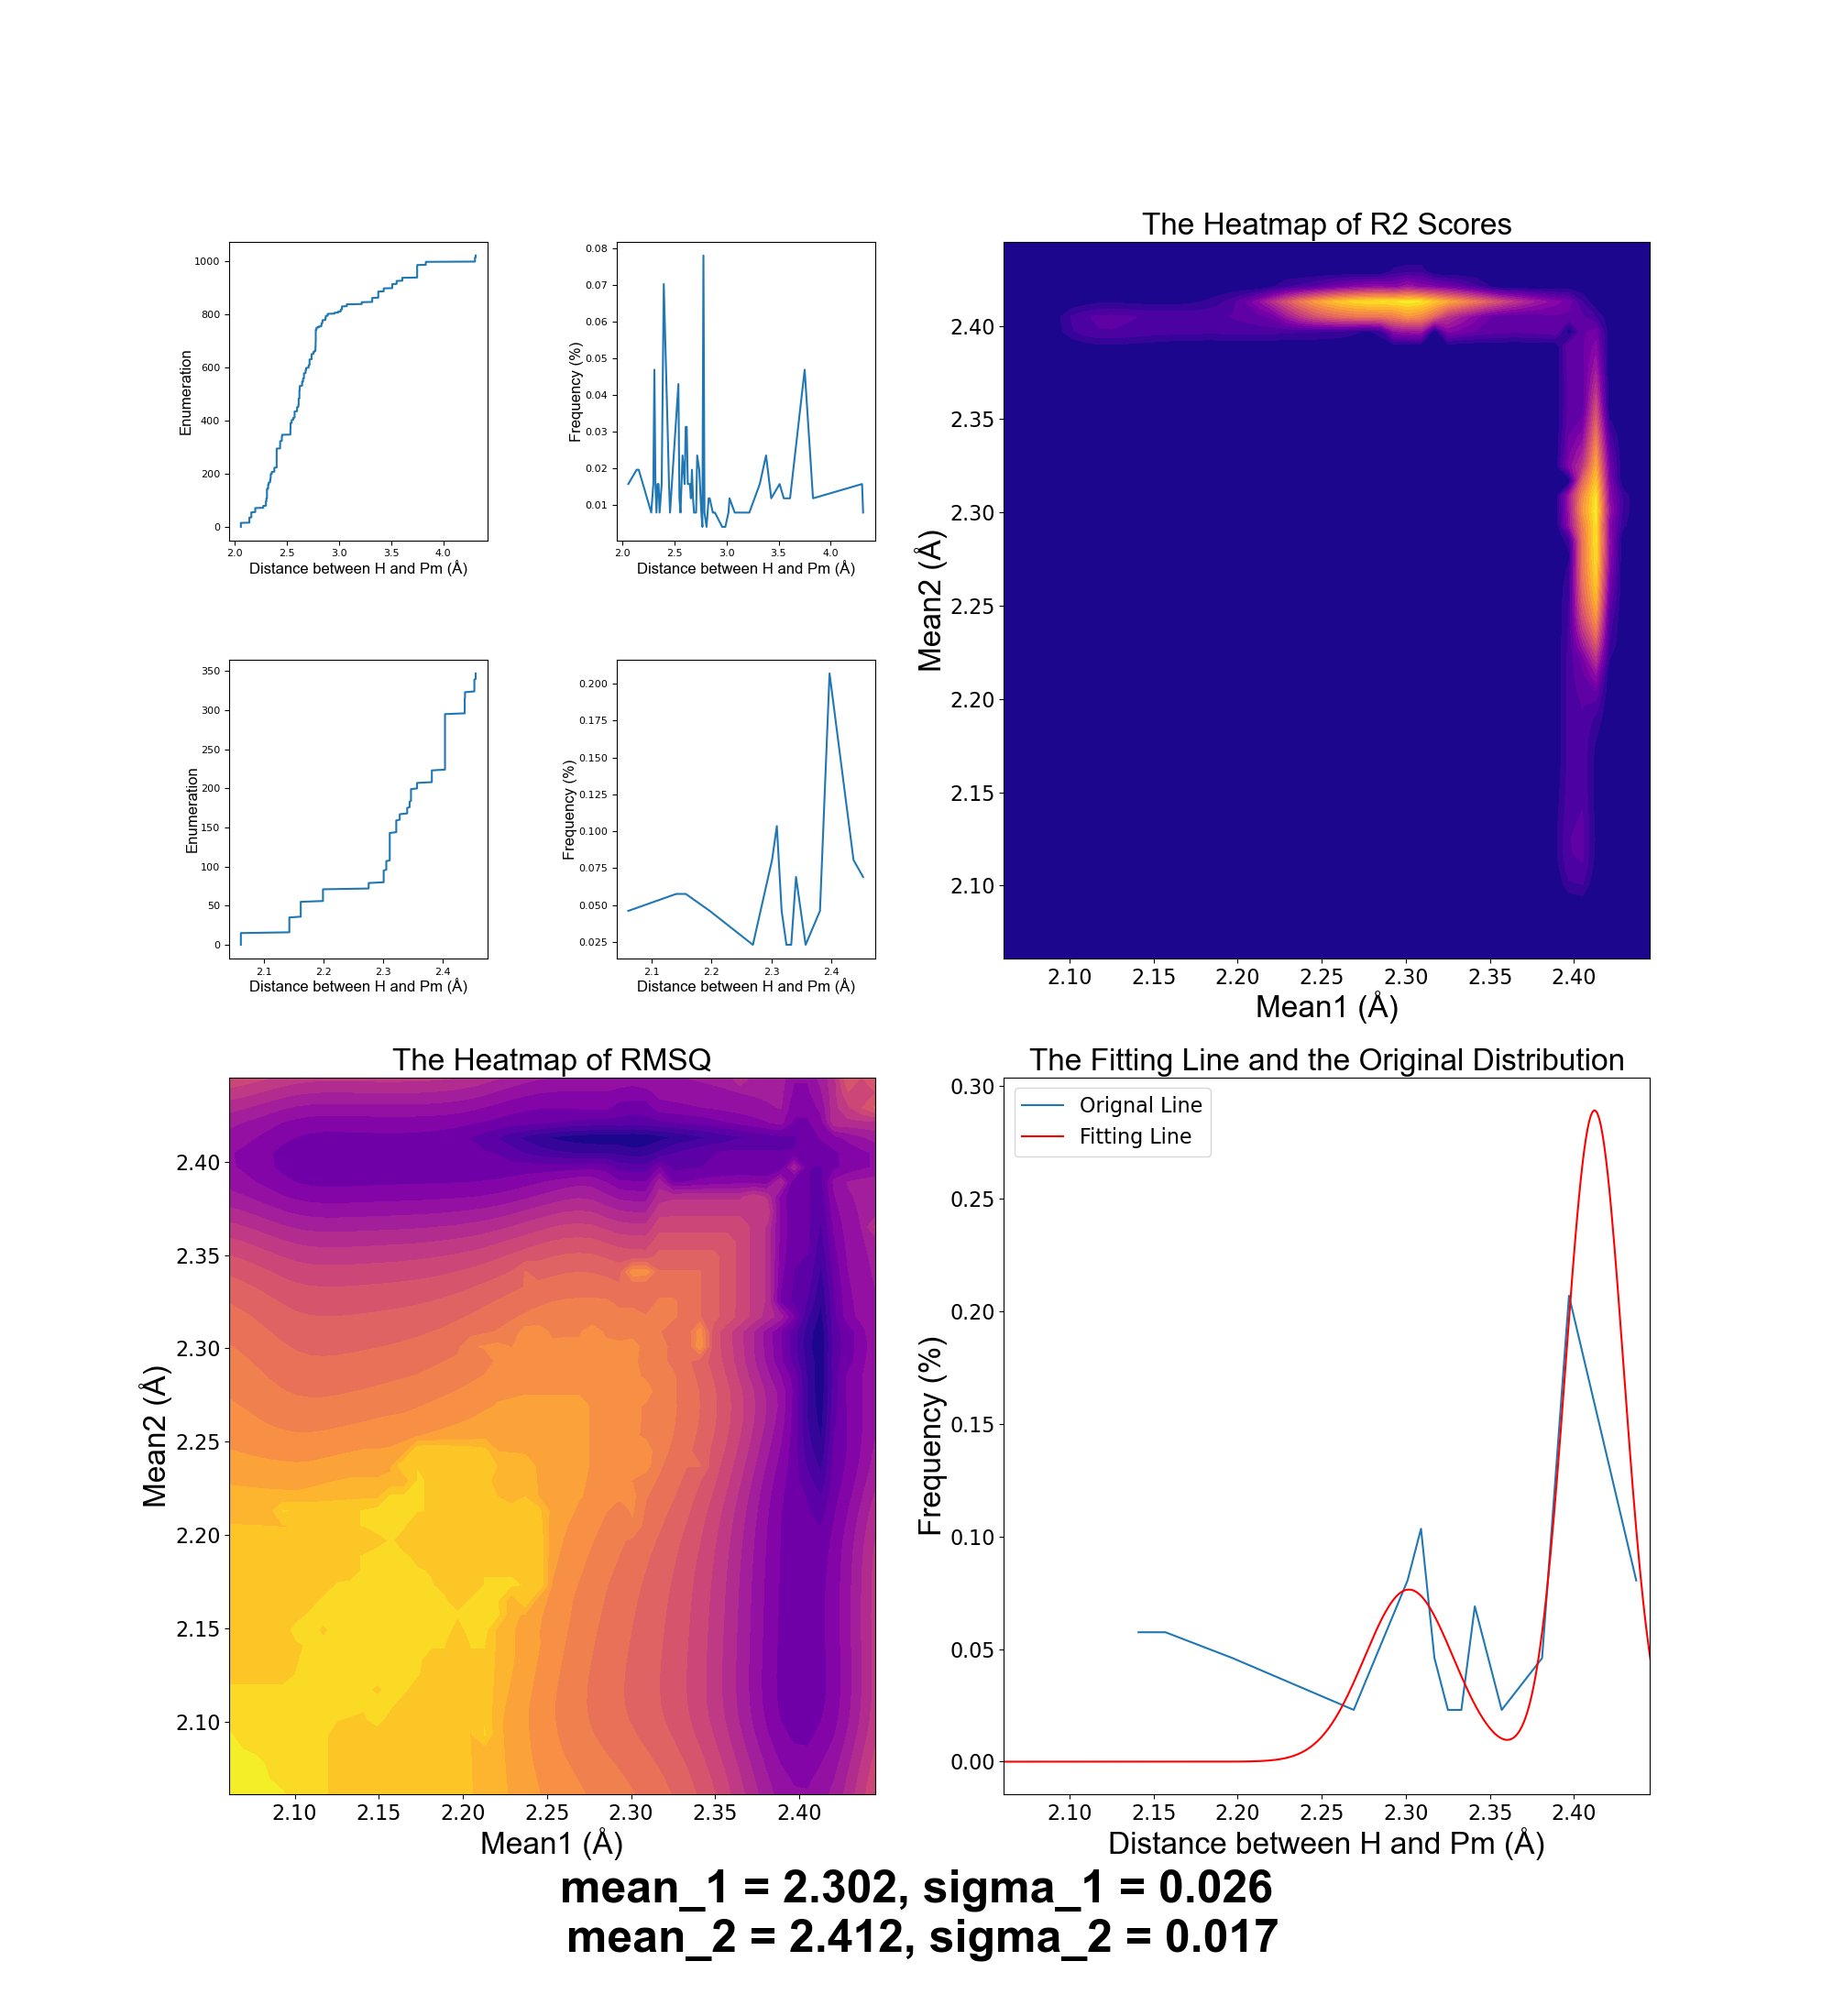 Enumeration
1000
800
600
400
200
0
2.0 2.5 3.0 3.5 4.0
Distance between H and Pm (Å)
Frequency (%)
0.08
0.07
0.06
0.05
0.04
0.03
0.02
0.01
2.0 2.5 3.0 3.5 4.0
Distance between H and Pm (Å)
Enumeration
350
300
250
200
150
100
50
0
2.1 2.2 2.3 2.4
Distance between H and Pm (Å)
Frequency (%)
0.200
0.175
0.150
0.125
0.100
0.075
0.050
0.025
2.1 2.2 2.3 2.4
Distance between H and Pm (Å)
The Heatmap of R2 Scores
Mean2 (Å)
2.40
2.35
2.30
2.25
2.20
2.15
2.10
2.10 2.15 2.20 2.25 2.30 2.35 2.40
Mean1 (Å)
The Heatmap of RMSQ
Mean2 (Å)
2.40
2.35
2.30
2.25
2.20
2.15
2.10
2.10 2.15 2.20 2.25 2.30 2.35 2.40
Mean1 (Å)
The Fitting Line and the Original Distribution
Orignal Line
Fitting Line
Frequency (%)
0.30
0.25
0.20
0.15
0.10
0.05
0.00
2.10 2.15 2.20 2.25 2.30 2.35 2.40
Distance between H and Pm (Å)
mean_1 = 2.302, sigma_1 = 0.026
mean_2 = 2.412, sigma_2 = 0.017